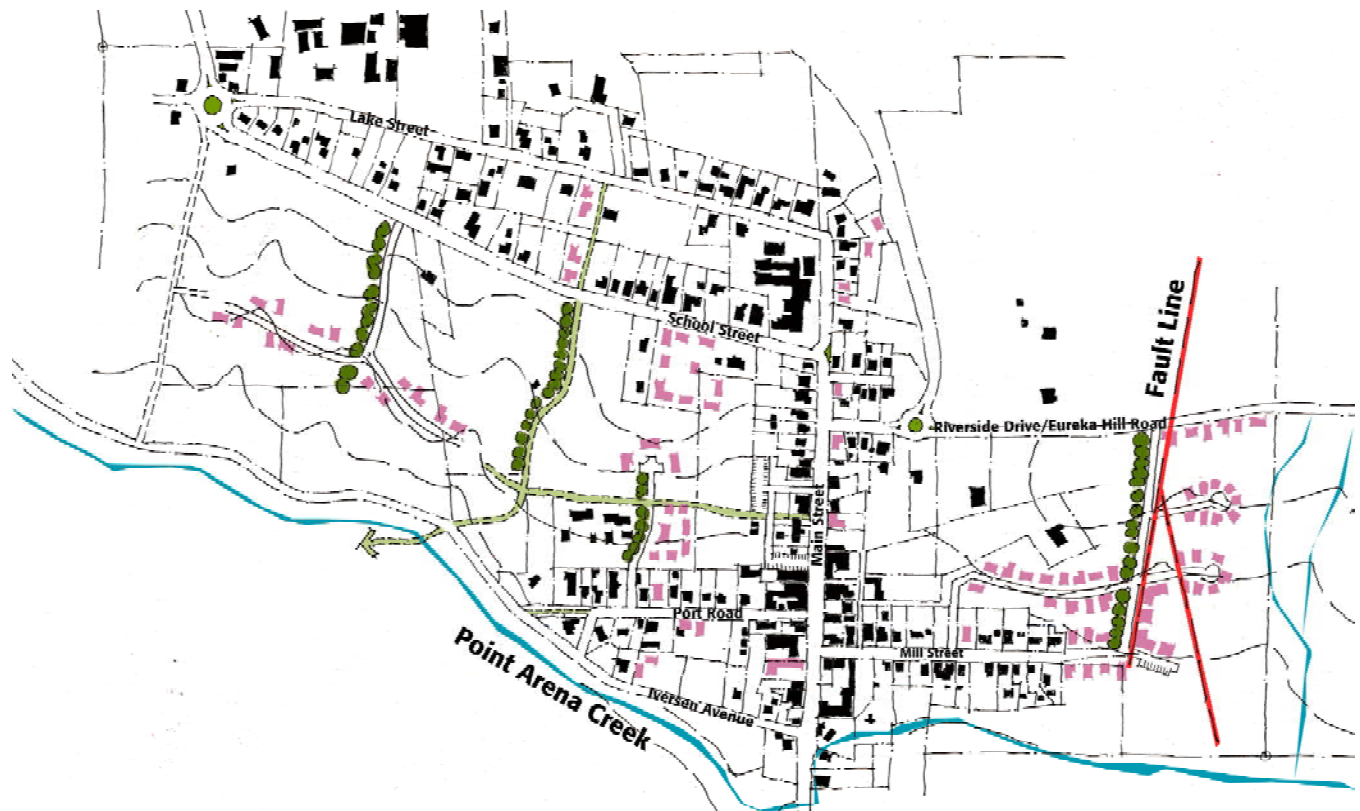 Lake Street
School Street
Fault Line
Riverside Drive/Eureka Hill Road
Main Street
Port Road
Mill Street
Iversen Avenue
Point Arena Creek